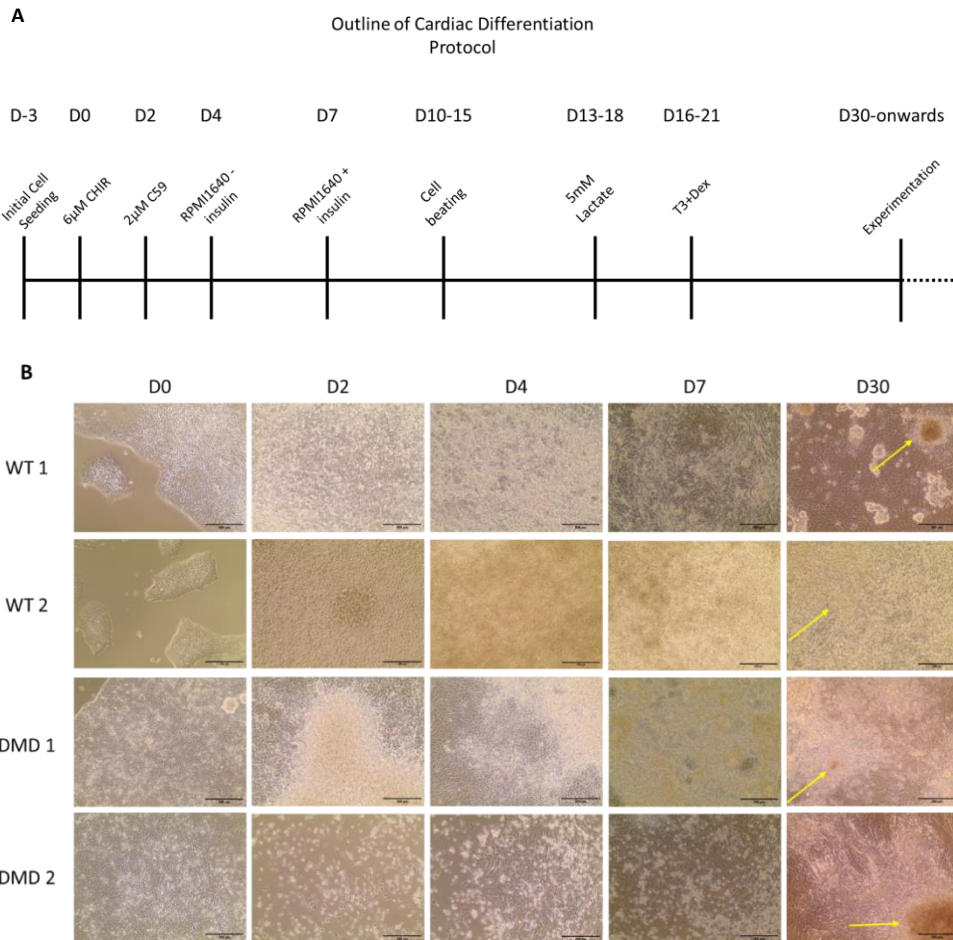 A
Outline of Cardiac Differentiation
Protocol
D-3 D0 D2 D4 D7 D10-15 D13-18 D16-21 D30-onwards
Initial Cell
Seeding
6µM CHIR
2µM C59
RPMI1640 -
insulin
RPMI1640 +
insulin
Cell
beating
5mM
Lactate
T3+Dex
Experimentation
B
D0 D2 D4 D7 D30
WT 1
WT 2
DMD 1
DMD 2